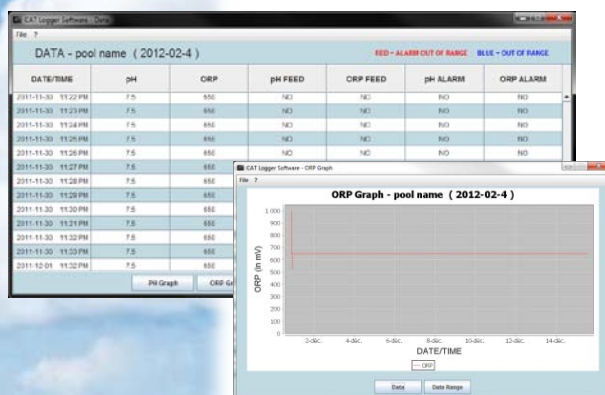 CAT Logger Software - Data
File ?
DATA - pool name ( 2012-02-4 )
RED - ALARM OUT OF RANGE BLUE - OUT OF RANGE
DATE/TIME pH ORP pH FEED ORP FEED pH ALARM ORP ALARM
2011-11-30 11:22 PM 7.5 650 NO NO NO NO
2011-11-30 11:23 PM 7.5 650 NO NO NO NO
2011-11-30 11:24 PM 7.5 650 NO NO NO NO
2011-11-30 11:25 PM 7.5 650 NO NO NO NO
2011-11-30 11:26 PM 7.5 650 NO NO NO NO
2011-11-30 11:27 PM 7.5 650
2011-11-30 11:28 PM 7.5 650
2011-11-30 11:29 PM 7.5 650
2011-11-30 11:30 PM 7.5 650
2011-11-30 11:31 PM 7.5 650
2011-11-30 11:32 PM 7.5 650
2011-11-30 11:33 PM 7.5 650
2011-12-01 11:32 PM 7.5 650
PH Graph ORP Gr
CAT Logger Software - ORP Graph
File ?
ORP Graph - pool name ( 2012-02-4 )
ORP (in mV)
1 000
900
800
700
600
500
400
300
200
100
0
2-déc. 4-déc. 6-déc. 8-déc. 10-déc. 12-déc. 14-déc.
DATE/TIME
ORP
Data Date Range